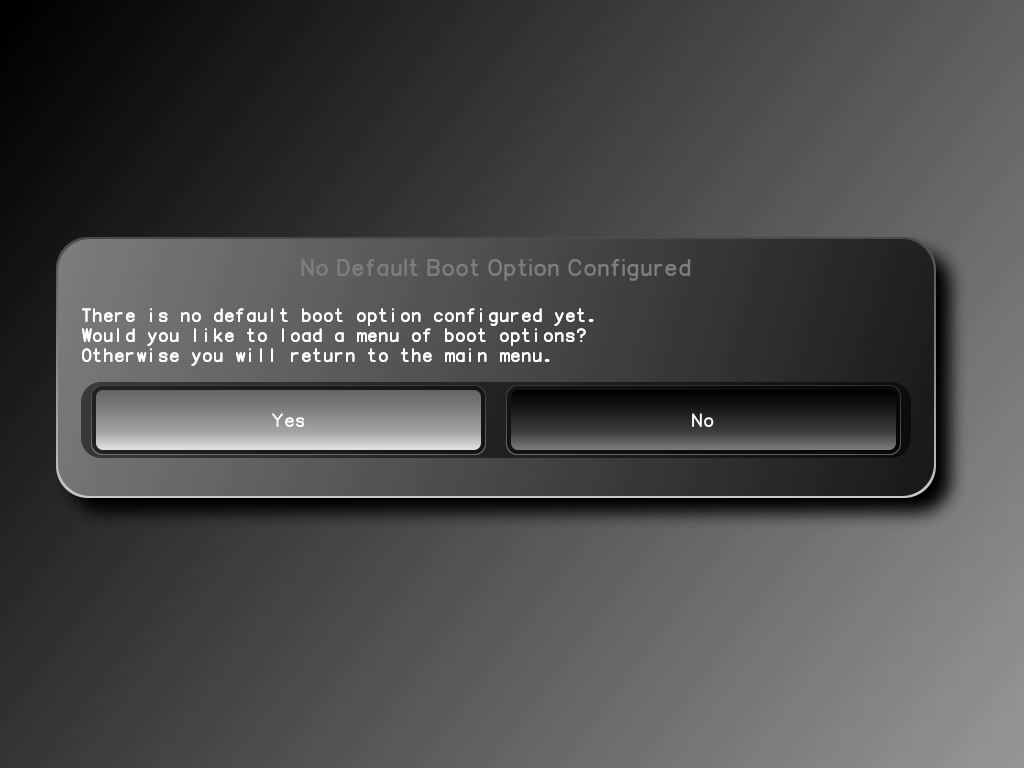 No Default Boot Option Configured
There is no default boot option configured yet.
Would you like to load a menu of boot options?
Otherwise you will return to the main menu.
Yes
No